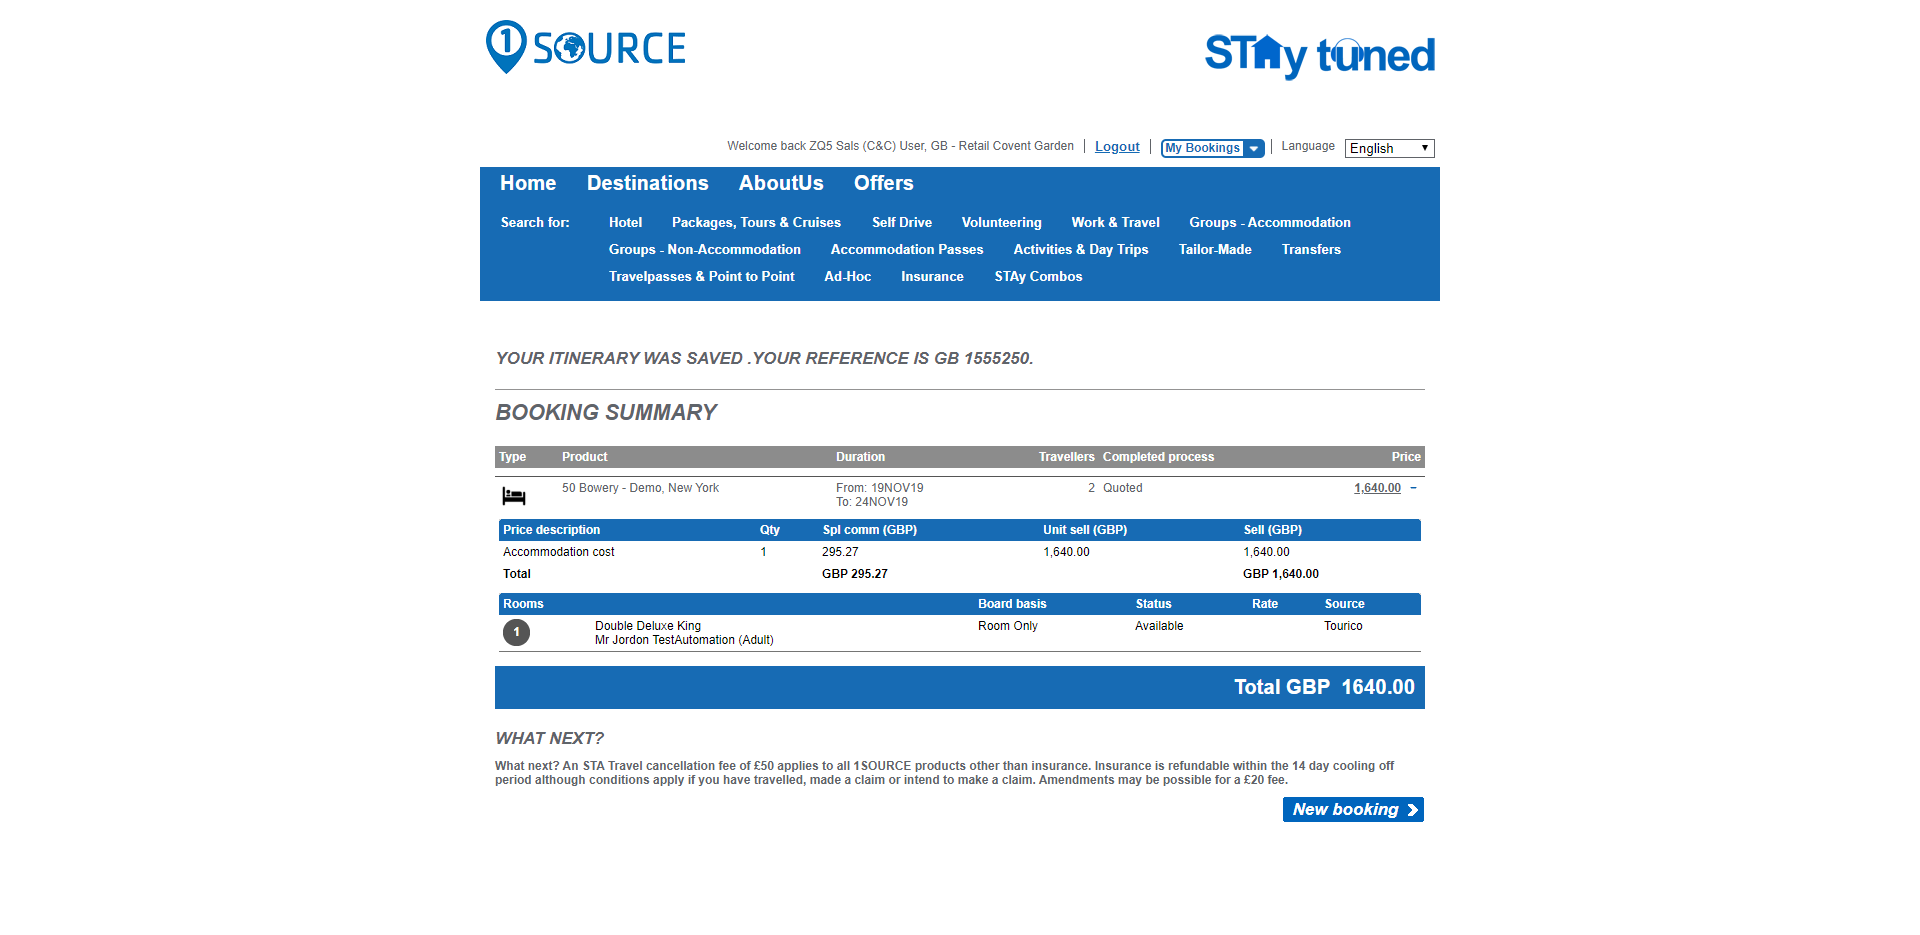 1 SOURCE
STAy tuned
Welcome back ZQ5 Sals (C&C) User, GB - Retail Covent Garden Logout My Bookings Language English
Home Destinations AboutUs Offers
Search for: Hotel Packages, Tours & Cruises Self Drive Volunteering Work & Travel Groups - Accommodation
Groups - Non-Accommodation Accommodation Passes Activities & Day Trips Tailor-Made Transfers
Travelpasses & Point to Point Ad-Hoc Insurance STAy Combos
YOUR ITINERARY WAS SAVED .YOUR REFERENCE IS GB 1555250.
BOOKING SUMMARY
Type Product Duration Travellers Completed process Price
50 Bowery - Demo, New York From: 19NOV19 2 Quoted 1,640.00 −
To: 24NOV19
Price description Qty Spl comm (GBP) Unit sell (GBP) Sell (GBP)
Accommodation cost 1 295.27 1,640.00 1,640.00
Total GBP 295.27 GBP 1,640.00
Rooms Board basis Status Rate Source
1 Double Deluxe King Room Only Available Tourico
Mr Jordon TestAutomation (Adult)
Total GBP 1640.00
WHAT NEXT?
What next? An STA Travel cancellation fee of £50 applies to all 1SOURCE products other than insurance. Insurance is refundable within the 14 day cooling off
period although conditions apply if you have travelled, made a claim or intend to make a claim. Amendments may be possible for a £20 fee.
New booking